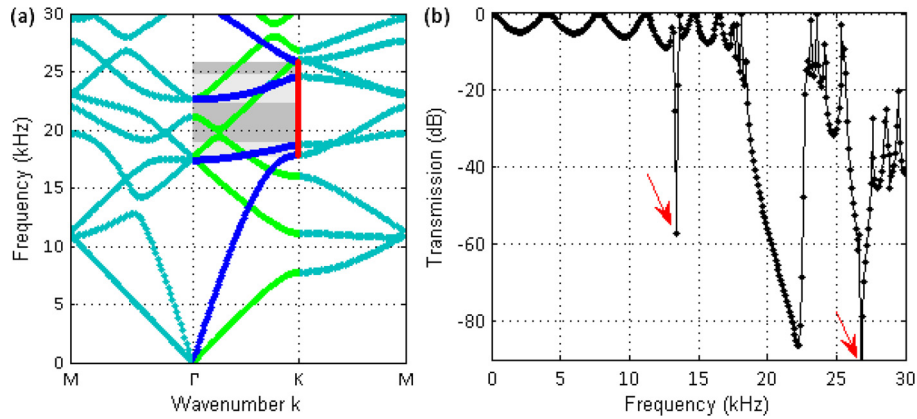 (a)
30
25
20
15
10
5
0
Frequency (kHz)
M Γ K M
Wavenumber k
(b)
0
-20
-40
-60
-80
Transmission (dB)
0 5 10 15 20 25 30
Frequency (kHz)